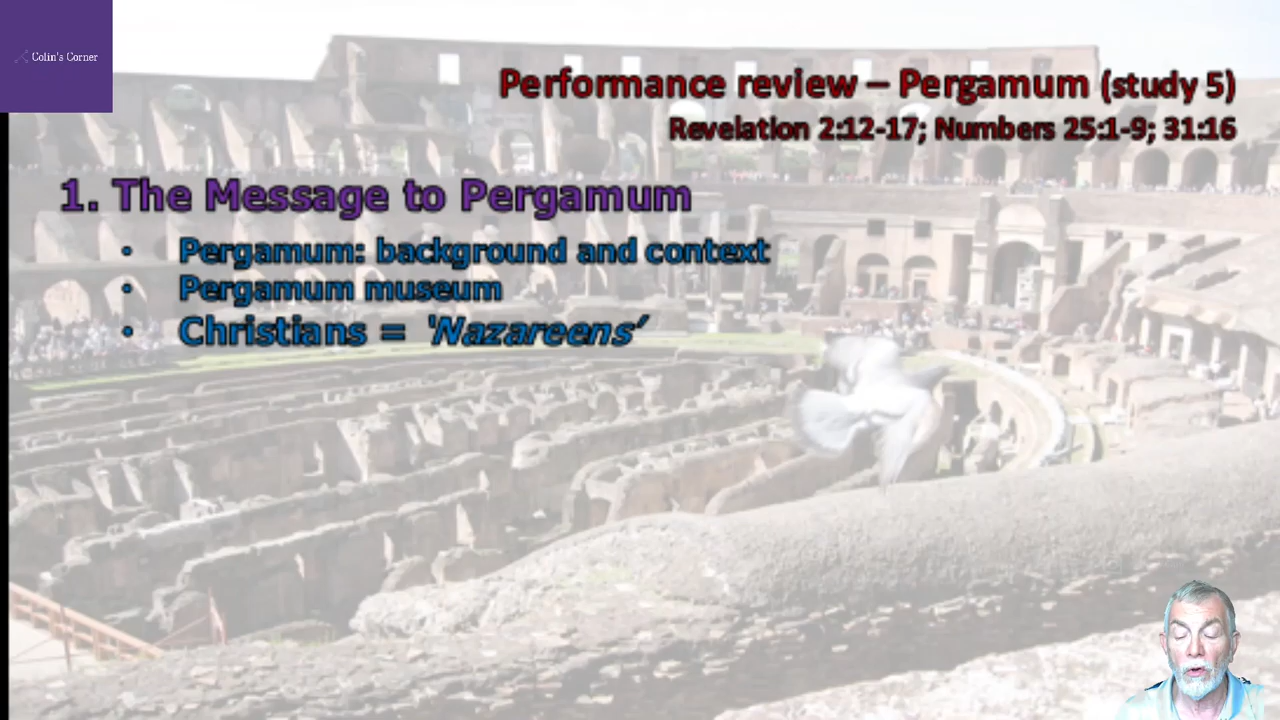 Colin's Corner
Performance review – Pergamum (study 5)
Revelation 2:12-17; Numbers 25:1-9; 31:16
1. The Message to Pergamum
• Pergamum: background and context
• Pergamum museum
• Christians = 'Nazareens'